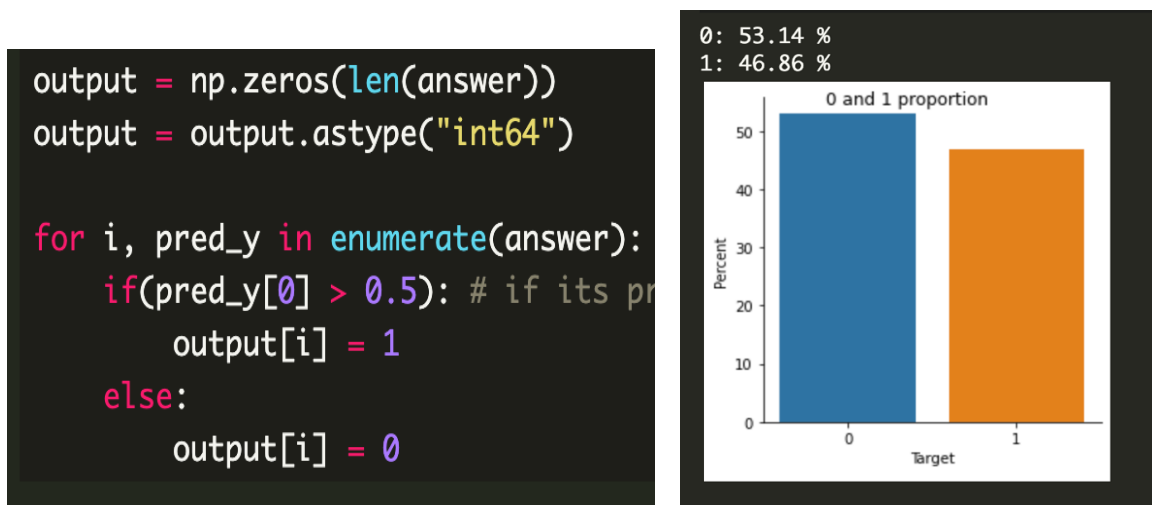 output = np.zeros(len(answer))
output = output.astype("int64")
for i, pred_y in enumerate(answer):
if(pred_y[0] > 0.5): # if its pr
output[i] = 1
else:
output[i] = 0
0: 53.14 %
1: 46.86 %
0 and 1 proportion
50
40
30
20
10
0
Percent
0 1
Target